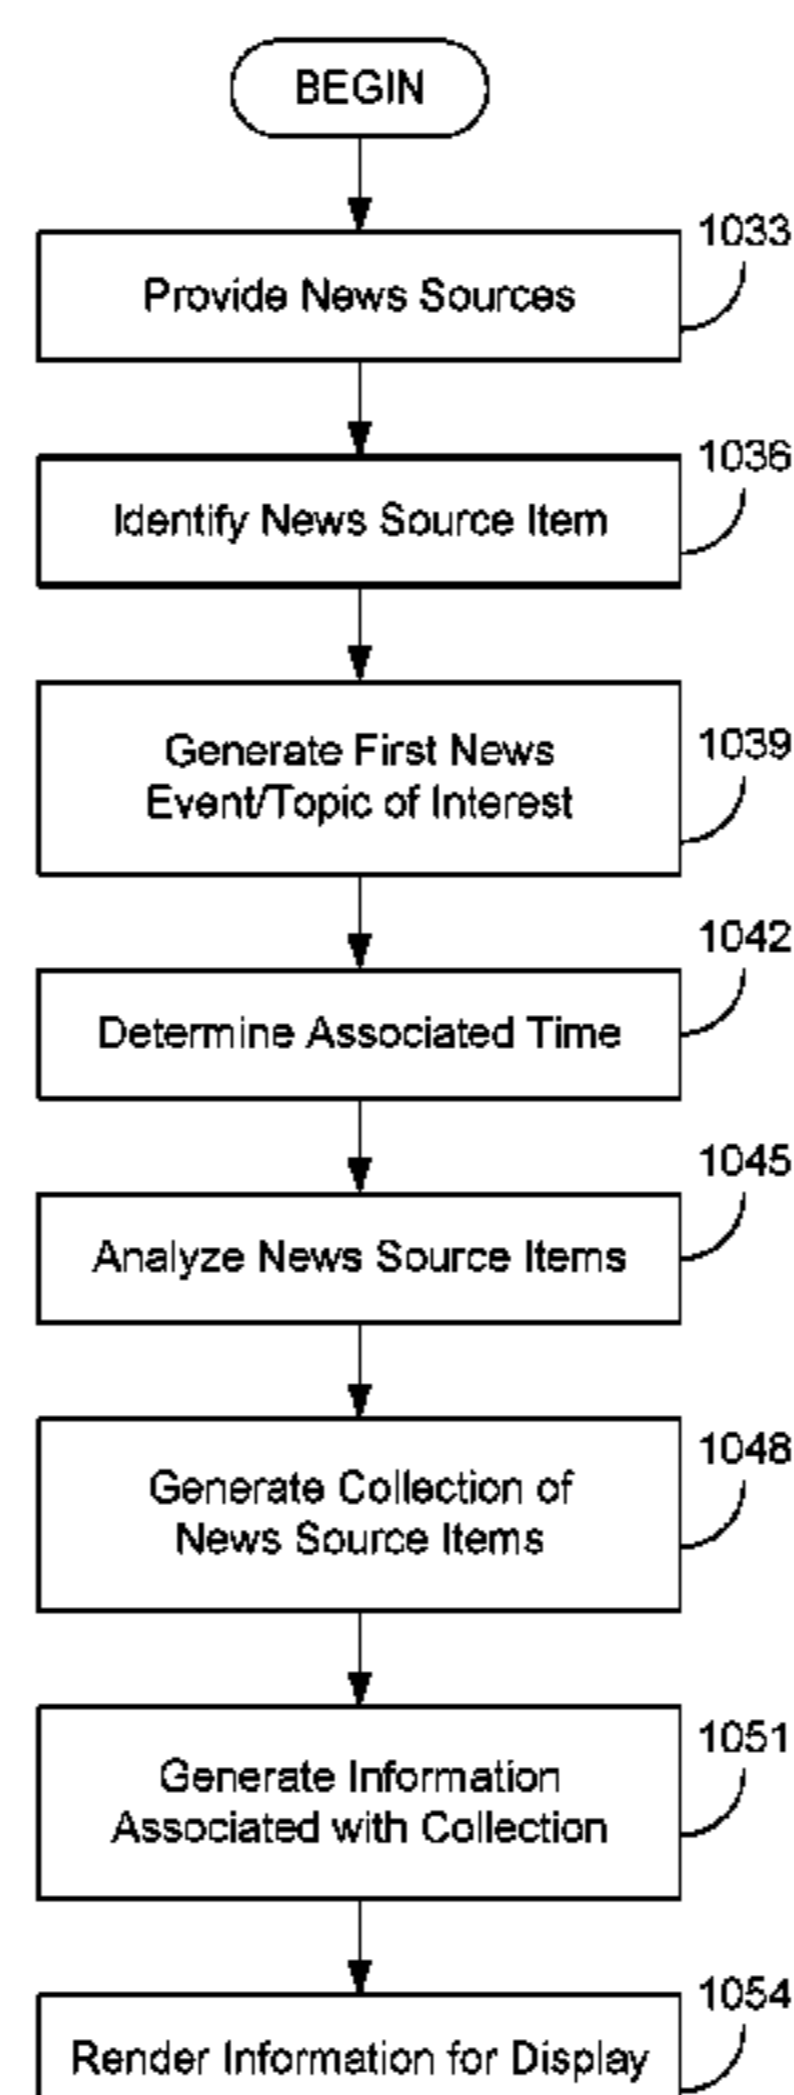 BEGIN
1033
Provide News Sources
1036
Identify News Source Item
1039
Generate First News
Event/Topic of Interest
1042
Determine Associated Time
1045
Analyze News Source Items
1048
Generate Collection of
News Source Items
1051
Generate Information
Associated with Collection
1054
Render Information for Display